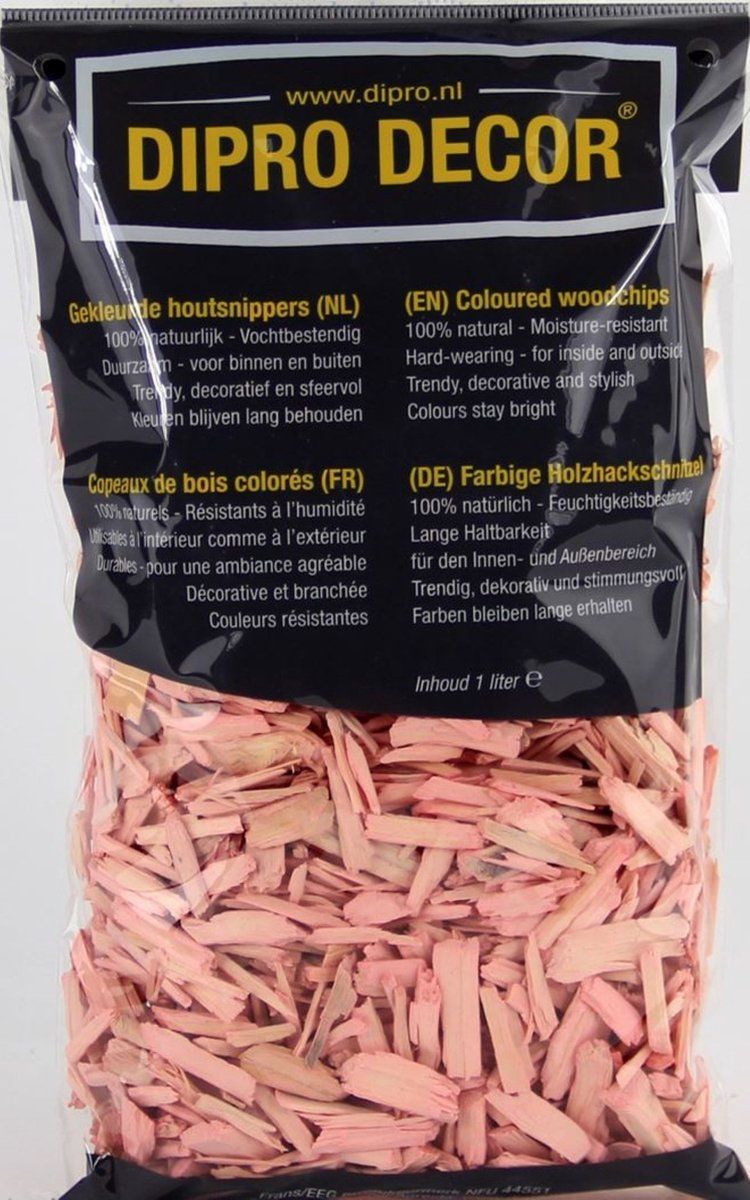 www.dipro.nl
DIPRO DECOR®
Gekleurde houtsnippers (NL)
100% natuurlijk - Vochtbestendig
Duurzaam - voor binnen en buiten
Trendy, decoratief en sfeervol
Kleuren blijven lang behouden
(EN) Coloured woodchips
100% natural - Moisture-resistant
Hard-wearing - for inside and outside
Trendy, decorative and stylish
Colours stay bright
Copeaux de bois colorés (FR)
100% naturels - Résistants à l'humidité
Utilisables à l'intérieur comme à l'extérieur
Durables - pour une ambiance agréable
Décorative et branchée
Couleurs résistantes
(DE) Farbige Holzhackschnitzel
100% natürlich - Feuchtigkeitsbeständig
Lange Haltbarkeit
für den Innen- und Außenbereich
Trendig, dekorativ und stimmungsvoll
Farben bleiben lange erhalten
Inhoud 1 liter ℮
Frans/EEG NFU 44551